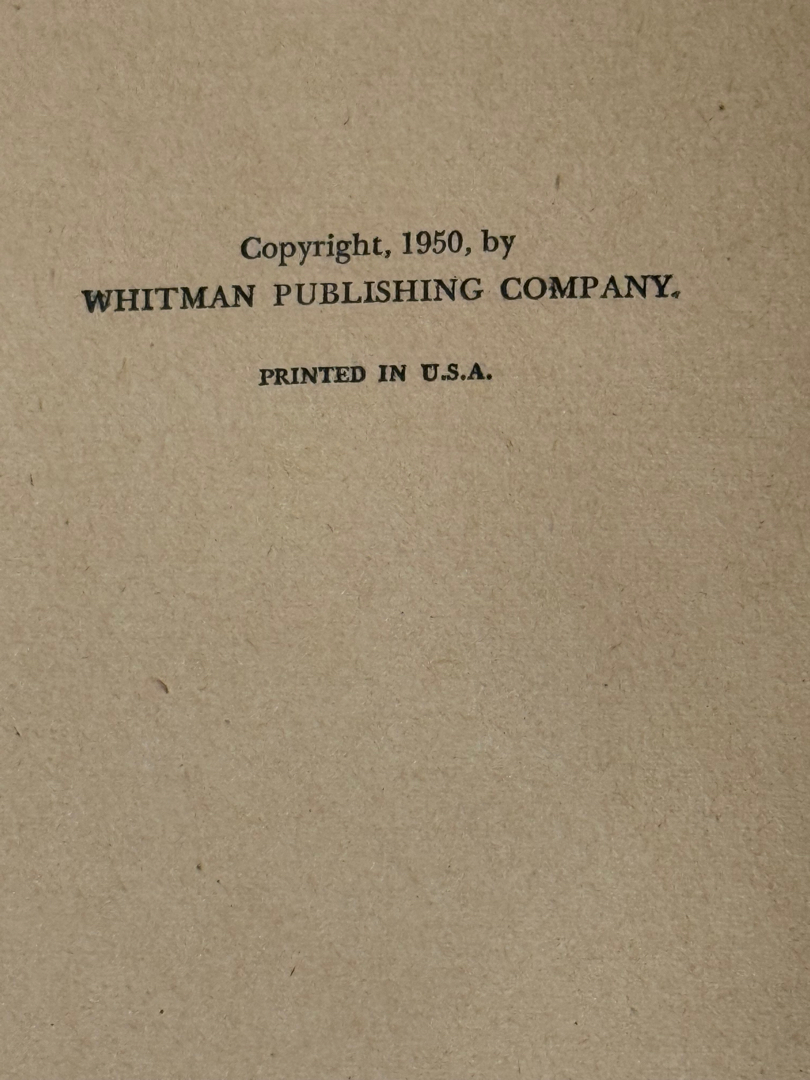 Copyright, 1950, by
WHITMAN PUBLISHING COMPANY.
PRINTED IN U.S.A.